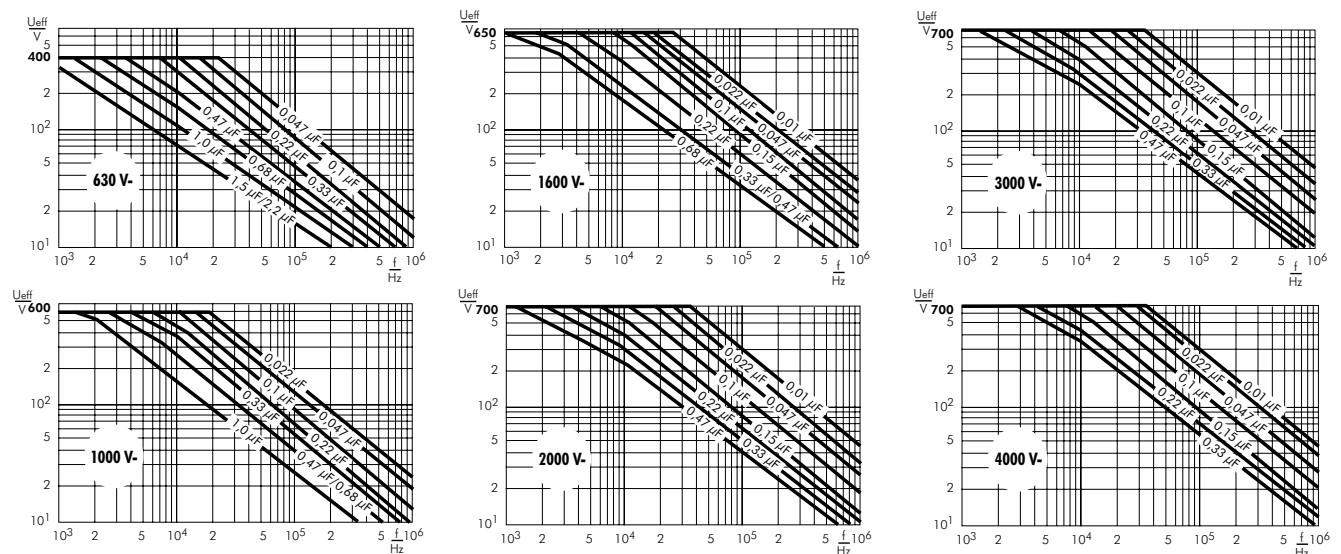 Ueff
V
400
5
2
10²
5
2
10¹
630 V-
0,47 µF
1,0 µF
1,5 µF/2,2 µF
0,68 µF
0,22 µF
0,33 µF
0,047 µF
0,1 µF
10³ 2 5 10⁴ 2 5 10⁵ 2 5 f/Hz 10⁶
Ueff
V 650
5
2
10²
5
2
10¹
1600 V-
0,022 µF
0,1 µF
0,22 µF
0,68 µF
0,01 µF
0,047 µF
0,15 µF
0,33 µF/0,47 µF
10³ 2 5 10⁴ 2 5 10⁵ 2 5 f/Hz 10⁶
Ueff
V 700
5
2
10²
5
2
10¹
3000 V-
0,022 µF
0,1 µF
0,22 µF
0,47 µF
0,01 µF
0,047 µF
0,15 µF
0,33 µF
10³ 2 5 10⁴ 2 5 10⁵ 2 5 f/Hz 10⁶
Ueff
V 600
5
2
10²
5
2
10¹
1000 V-
0,022 µF
0,1 µF
0,33 µF
1,0 µF
0,047 µF
0,22 µF
0,47 µF/0,68 µF
10³ 2 5 10⁴ 2 5 10⁵ 2 5 f/Hz 10⁶
Ueff
V 700
5
2
10²
5
2
10¹
2000 V-
0,022 µF
0,1 µF
0,22 µF
0,47 µF
0,01 µF
0,047 µF
0,15 µF
0,33 µF
10³ 2 5 10⁴ 2 5 10⁵ 2 5 f/Hz 10⁶
Ueff
V 700
5
2
10²
5
2
10¹
4000 V-
0,022 µF
0,1 µF
0,22 µF
0,01 µF
0,047 µF
0,15 µF
0,33 µF
10³ 2 5 10⁴ 2 5 10⁵ 2 5 f/Hz 10⁶